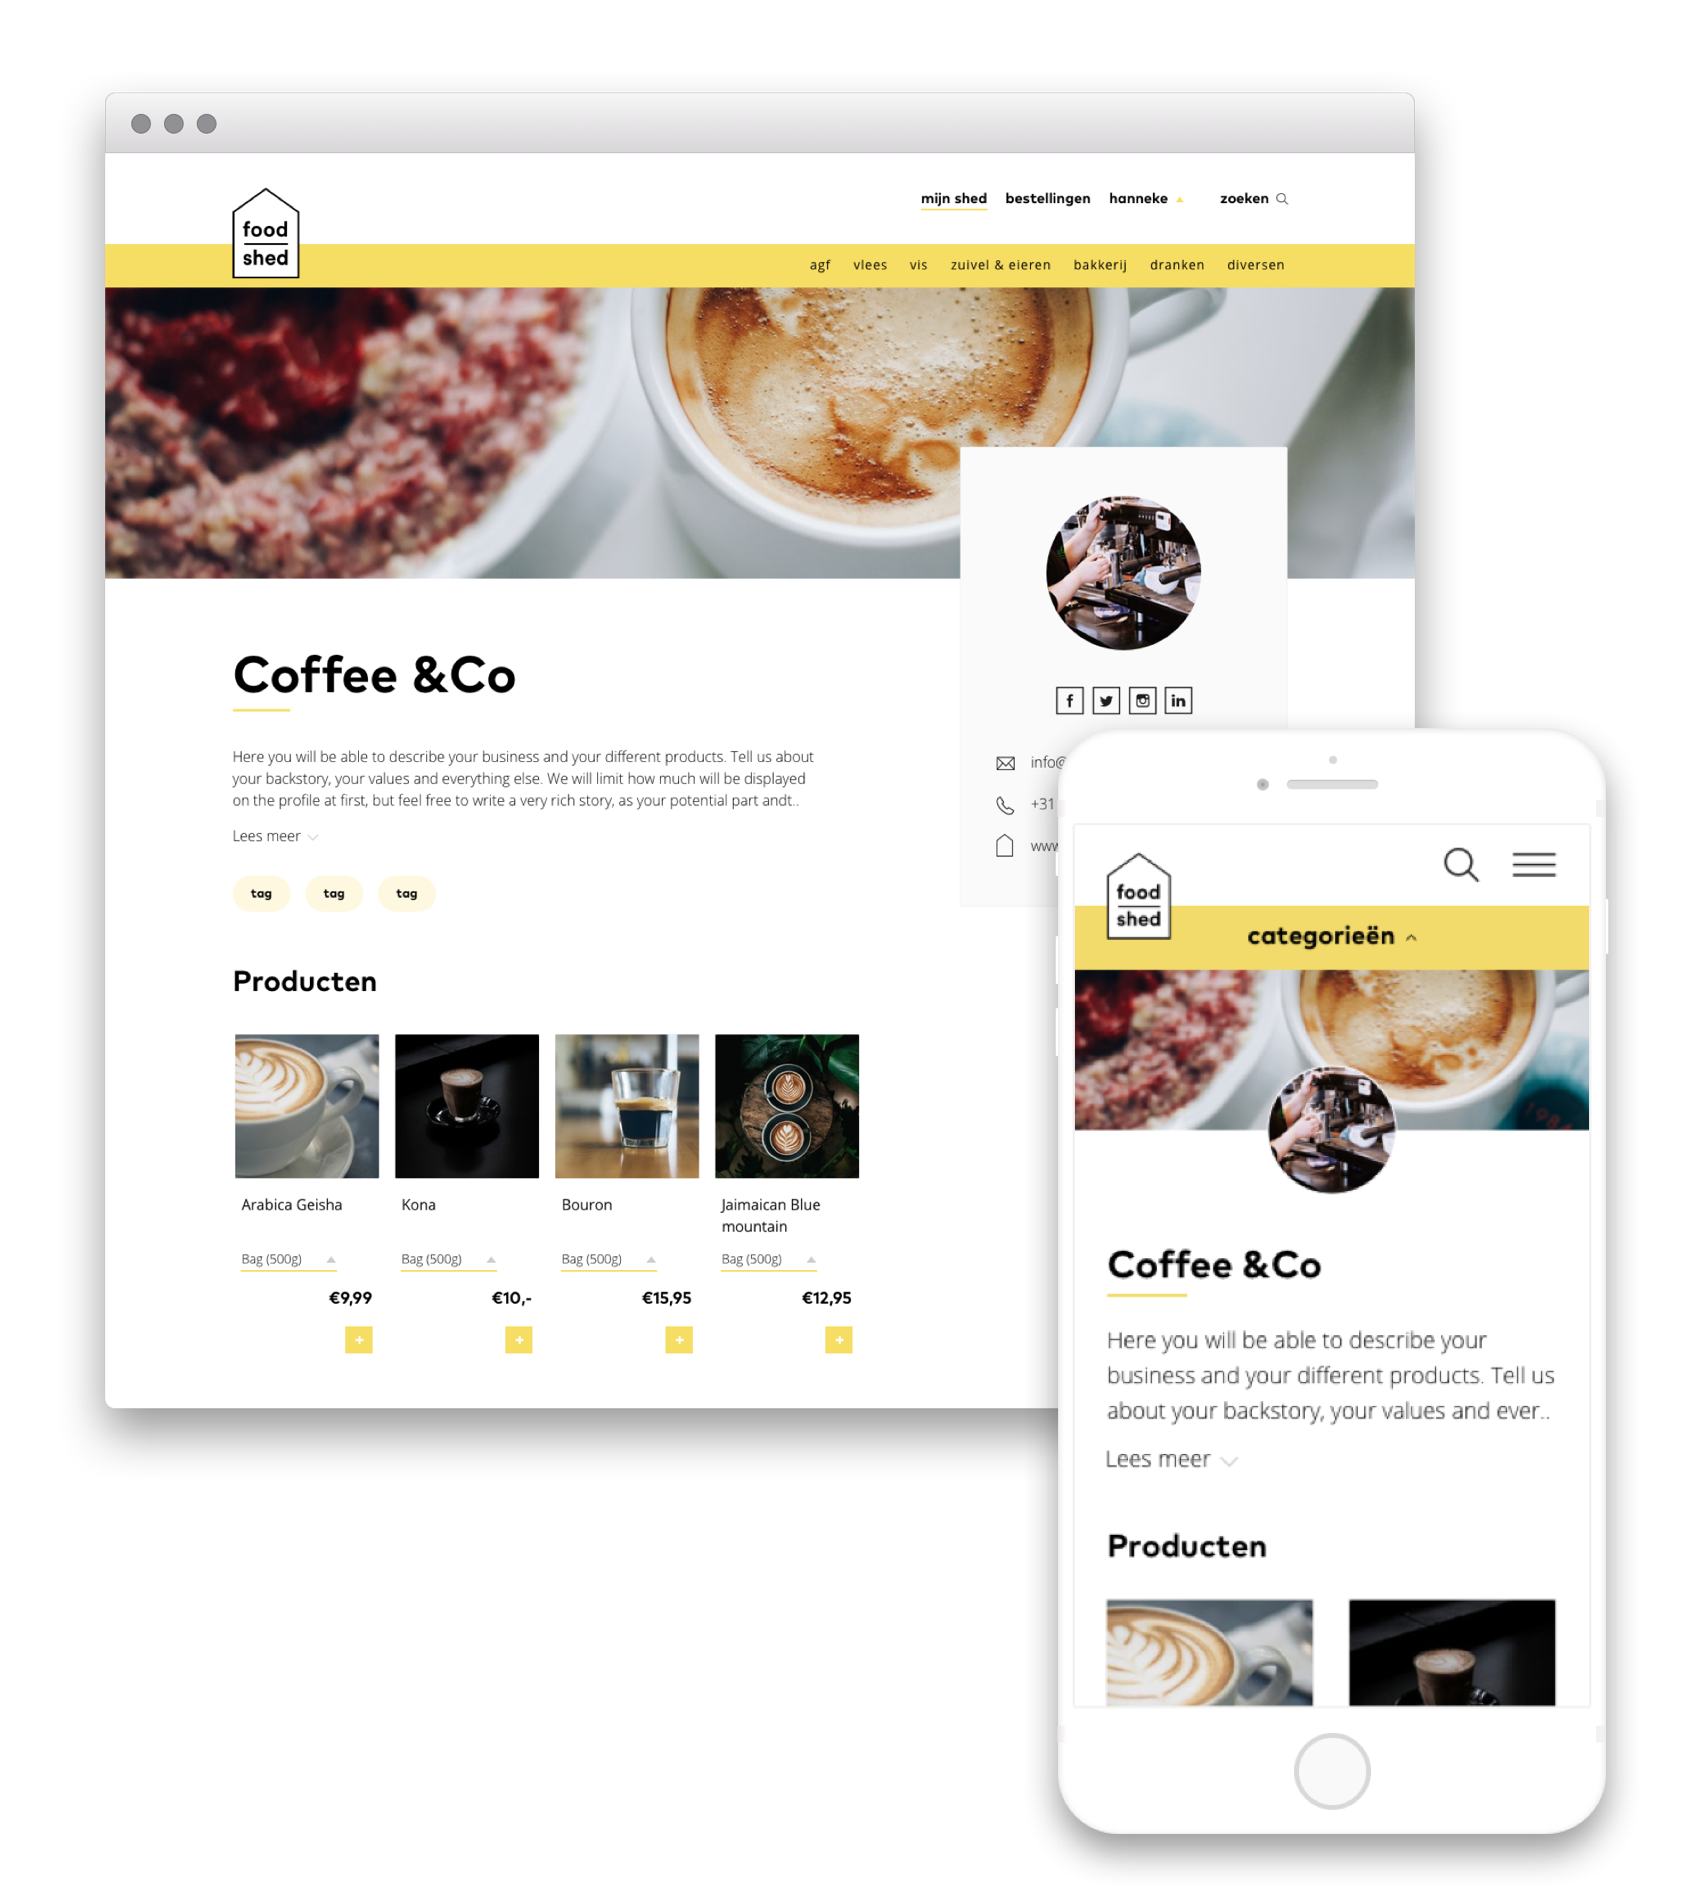 food
shed
mijn shed bestellingen hanneke zoeken
agf vlees vis zuivel & eieren bakkerij dranken diversen
Coffee &Co
Here you will be able to describe your business and your different products. Tell us about
your backstory, your values and everything else. We will limit how much will be displayed
on the profile at first, but feel free to write a very rich story, as your potential part andt..
Lees meer
tag tag tag
f in
info@
+31
www
Producten
Arabica Geisha
Bag (500g)
€9,99
+
Kona
Bag (500g)
€10,-
+
Bouron
Bag (500g)
€15,95
+
Jaimaican Blue
mountain
Bag (500g)
€12,95
+
food
shed
categorieën
Coffee &Co
Here you will be able to describe your
business and your different products. Tell us
about your backstory, your values and ever..
Lees meer
Producten